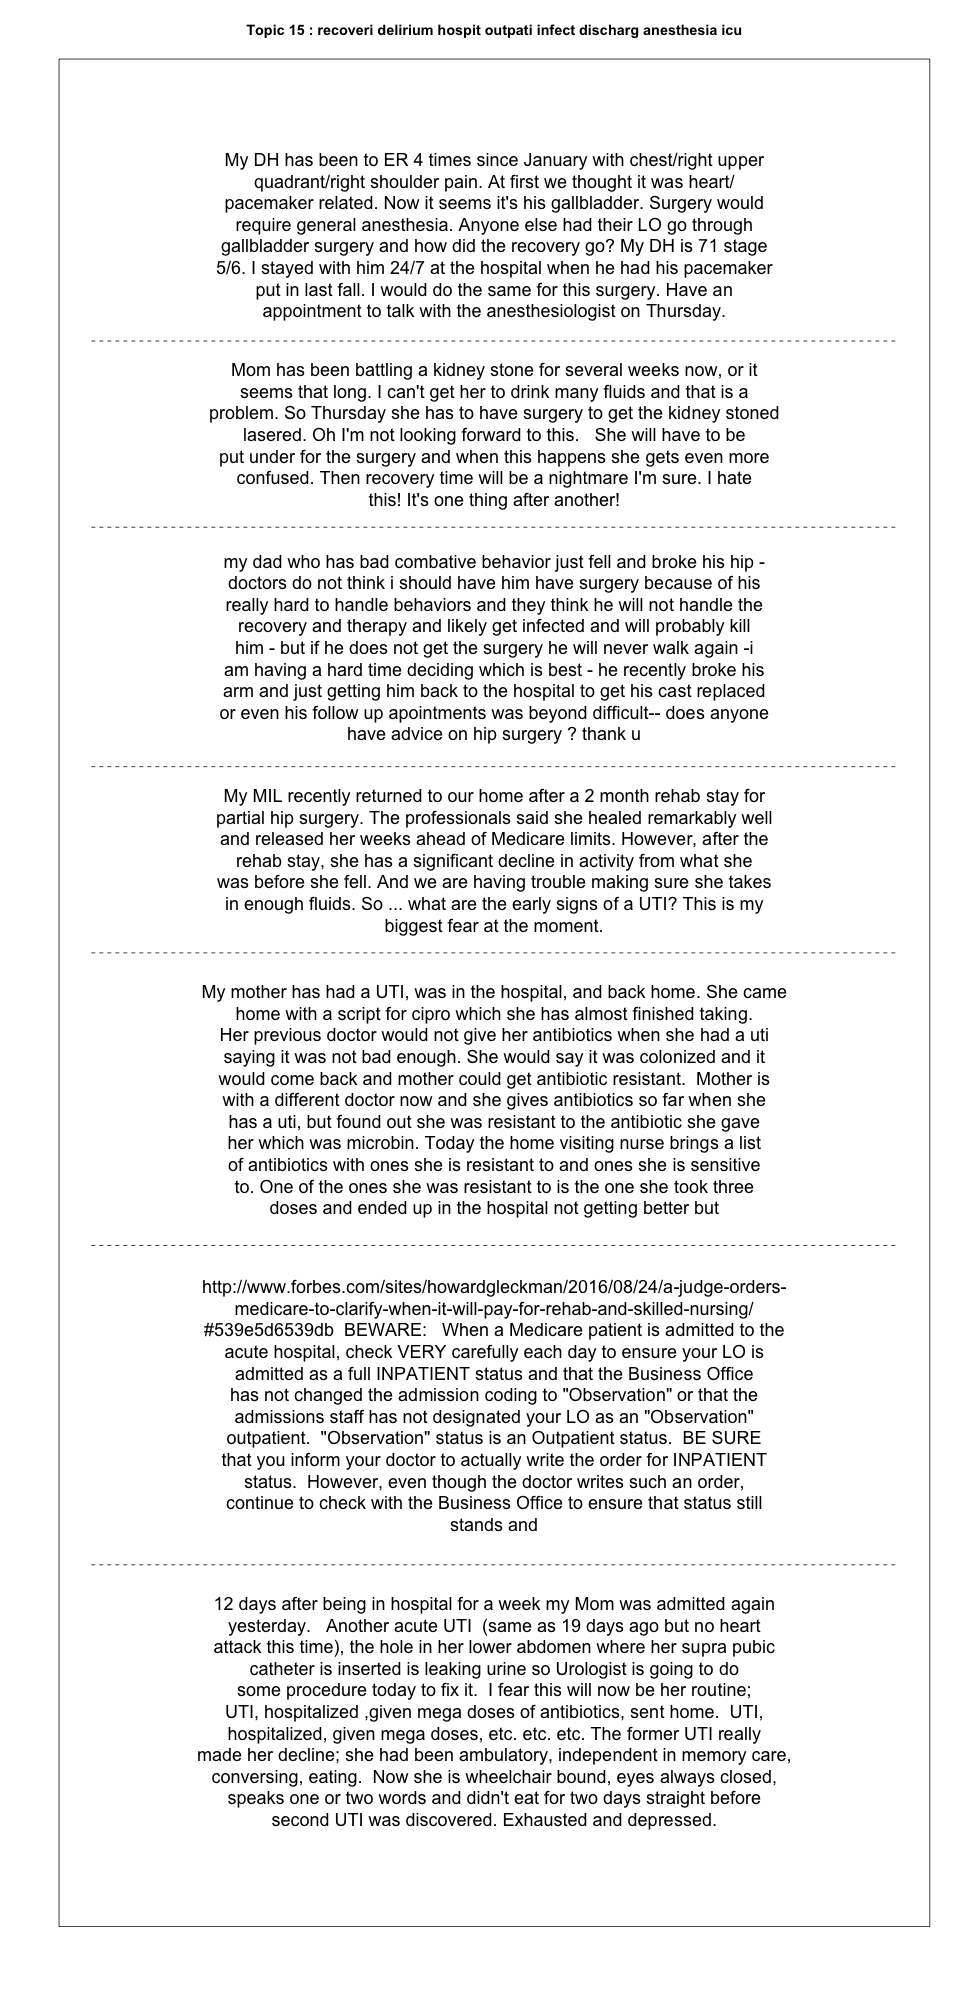 Topic 15 : recoveri delirium hospit outpati infect discharg anesthesia icu
My DH has been to ER 4 times since January with chest/right upper
quadrant/right shoulder pain. At first we thought it was heart/
pacemaker related. Now it seems it's his gallbladder. Surgery would
require general anesthesia. Anyone else had their LO go through
gallbladder surgery and how did the recovery go? My DH is 71 stage
5/6. I stayed with him 24/7 at the hospital when he had his pacemaker
put in last fall. I would do the same for this surgery. Have an
appointment to talk with the anesthesiologist on Thursday.
Mom has been battling a kidney stone for several weeks now, or it
seems that long. I can't get her to drink many fluids and that is a
problem. So Thursday she has to have surgery to get the kidney stoned
lasered. Oh I'm not looking forward to this.   She will have to be
put under for the surgery and when this happens she gets even more
confused. Then recovery time will be a nightmare I'm sure. I hate
this! It's one thing after another!
my dad who has bad combative behavior just fell and broke his hip -
doctors do not think i should have him have surgery because of his
really hard to handle behaviors and they think he will not handle the
recovery and therapy and likely get infected and will probably kill
him - but if he does not get the surgery he will never walk again -i
am having a hard time deciding which is best - he recently broke his
arm and just getting him back to the hospital to get his cast replaced
or even his follow up apointments was beyond difficult-- does anyone
have advice on hip surgery ? thank u
My MIL recently returned to our home after a 2 month rehab stay for
partial hip surgery. The professionals said she healed remarkably well
and released her weeks ahead of Medicare limits. However, after the
rehab stay, she has a significant decline in activity from what she
was before she fell. And we are having trouble making sure she takes
in enough fluids. So ... what are the early signs of a UTI? This is my
biggest fear at the moment.
My mother has had a UTI, was in the hospital, and back home. She came
home with a script for cipro which she has almost finished taking.
Her previous doctor would not give her antibiotics when she had a uti
saying it was not bad enough. She would say it was colonized and it
would come back and mother could get antibiotic resistant.  Mother is
with a different doctor now and she gives antibiotics so far when she
has a uti, but found out she was resistant to the antibiotic she gave
her which was microbin. Today the home visiting nurse brings a list
of antibiotics with ones she is resistant to and ones she is sensitive
to. One of the ones she was resistant to is the one she took three
doses and ended up in the hospital not getting better but
http://www.forbes.com/sites/howardgleckman/2016/08/24/a-judge-orders-
medicare-to-clarify-when-it-will-pay-for-rehab-and-skilled-nursing/
#539e5d6539db  BEWARE:   When a Medicare patient is admitted to the
acute hospital, check VERY carefully each day to ensure your LO is
admitted as a full INPATIENT status and that the Business Office
has not changed the admission coding to "Observation" or that the
admissions staff has not designated your LO as an "Observation"
outpatient.  "Observation" status is an Outpatient status.  BE SURE
that you inform your doctor to actually write the order for INPATIENT
status.  However, even though the doctor writes such an order,
continue to check with the Business Office to ensure that status still
stands and
12 days after being in hospital for a week my Mom was admitted again
yesterday.   Another acute UTI  (same as 19 days ago but no heart
attack this time), the hole in her lower abdomen where her supra pubic
catheter is inserted is leaking urine so Urologist is going to do
some procedure today to fix it.  I fear this will now be her routine;
UTI, hospitalized ,given mega doses of antibiotics, sent home.  UTI,
hospitalized, given mega doses, etc. etc. etc. The former UTI really
made her decline; she had been ambulatory, independent in memory care,
conversing, eating.  Now she is wheelchair bound, eyes always closed,
speaks one or two words and didn't eat for two days straight before
second UTI was discovered. Exhausted and depressed.